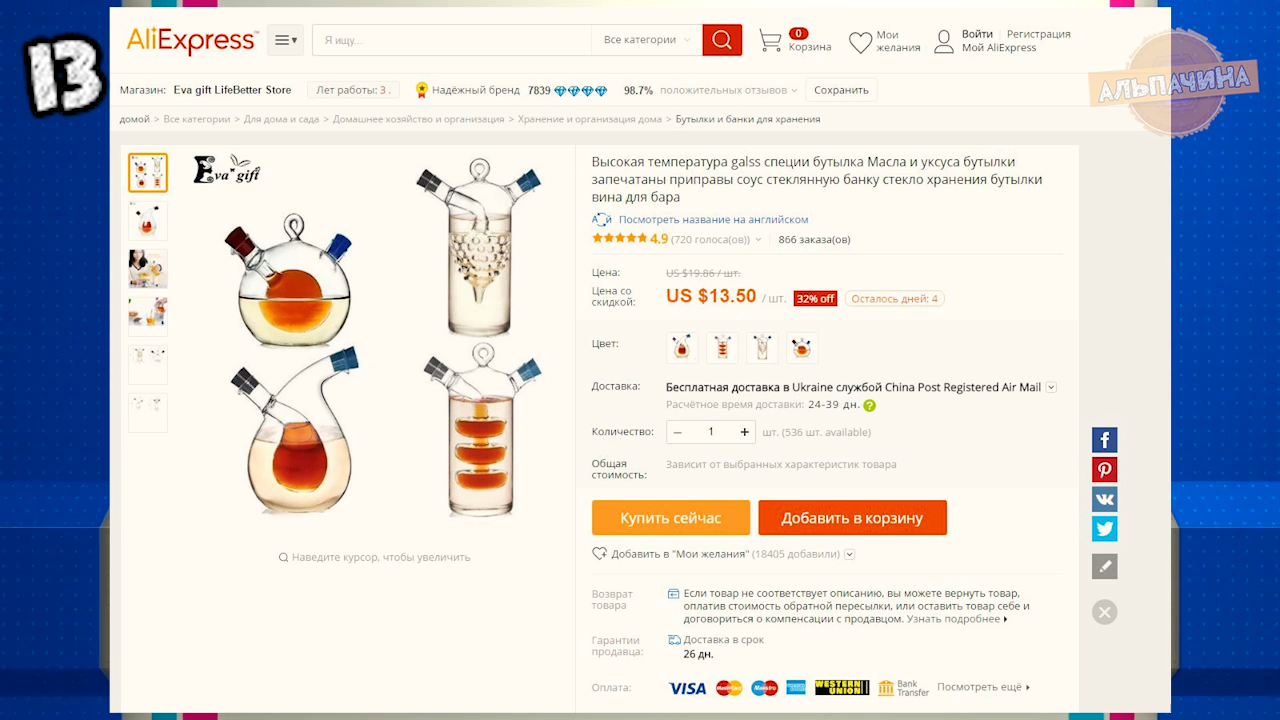 13
AliExpress™
Я ищу...
Все категории
0
Корзина
Мои
желания
Войти | Регистрация
Мой AliExpress
АЛЬПАЧИНА
Магазин: Eva gift LifeBetter Store
Лет работы: 3 .
Надёжный бренд 7839
98.7% положительных отзывов
Сохранить
домой > Все категории > Для дома и сада > Домашнее хозяйство и организация > Хранение и организация дома > Бутылки и банки для хранения
Eva gift
Высокая температура galss специи бутылка Масла и уксуса бутылки
запечатаны приправы соус стеклянную банку стекло хранения бутылки
вина для бара
Посмотреть название на английском
4.9 (720 голоса(ов)) 866 заказа(ов)
Цена: US $19.86 / шт.
Цена со
скидкой:
US $13.50 / шт. 32% off Осталось дней: 4
Цвет:
Доставка: Бесплатная доставка в Ukraine службой China Post Registered Air Mail
Расчётное время доставки: 24-39 дн. ?
Количество: – 1 + шт. (536 шт. available)
Общая
стоимость:
Зависит от выбранных характеристик товара
Купить сейчас
Добавить в корзину
Наведите курсор, чтобы увеличить
Добавить в "Мои желания" (18405 добавили)
Возврат
товара
Если товар не соответствует описанию, вы можете вернуть товар,
оплатив стоимость обратной пересылки, или оставить товар себе и
договориться о компенсации с продавцом. Узнать подробнее
Гарантии
продавца:
Доставка в срок
26 дн.
Оплата: VISA MasterCard Maestro WESTERN UNION Bank Transfer Посмотреть ещё